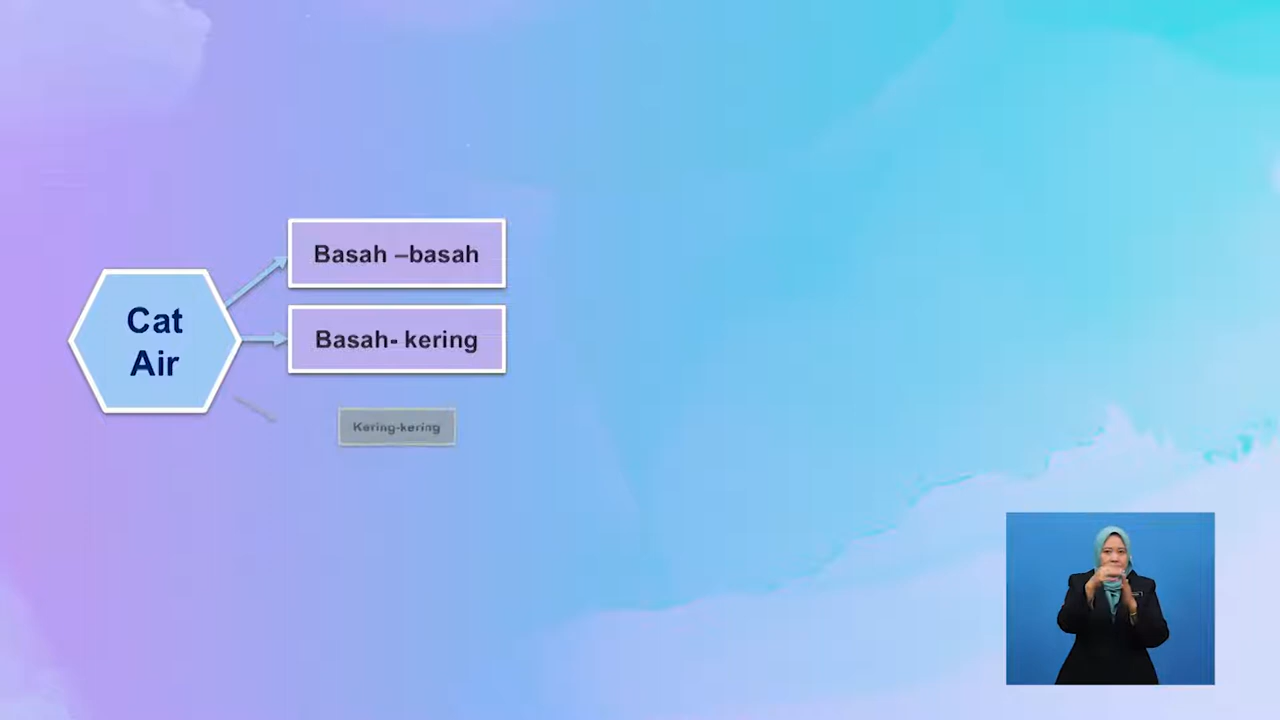 Cat
Air
Basah –basah
Basah- kering
Kering-kering